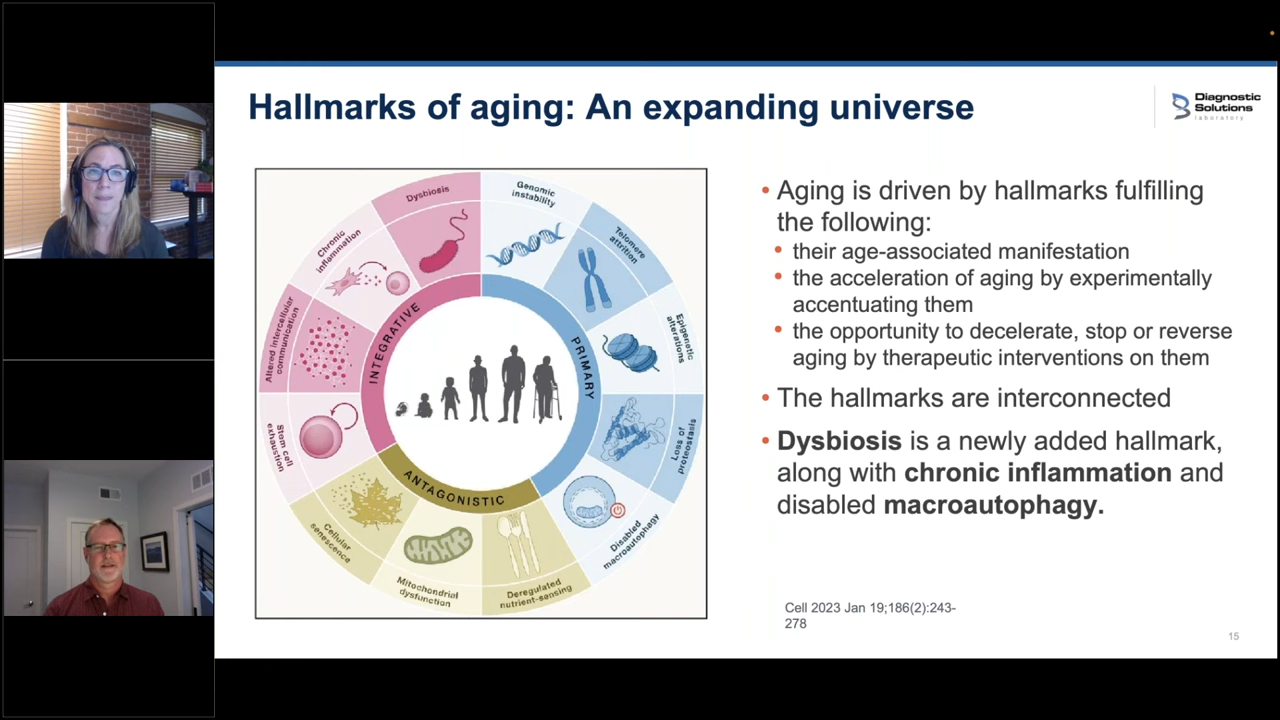 Hallmarks of aging: An expanding universe
Diagnostic
Solutions
laboratory
Dysbiosis
Genomic
instability
Telomere
attrition
Epigenetic
alterations
Loss of
proteostasis
Disabled
macroautophagy
Deregulated
nutrient-sensing
Mitochondrial
dysfunction
Cellular
senescence
Stem cell
exhaustion
Altered intercellular
communication
Chronic
inflammation
INTEGRATIVE
PRIMARY
ANTAGONISTIC
• Aging is driven by hallmarks fulfilling
the following:
• their age-associated manifestation
• the acceleration of aging by experimentally
accentuating them
• the opportunity to decelerate, stop or reverse
aging by therapeutic interventions on them
• The hallmarks are interconnected
• Dysbiosis is a newly added hallmark,
along with chronic inflammation and
disabled macroautophagy.
Cell 2023 Jan 19;186(2):243-
278
15